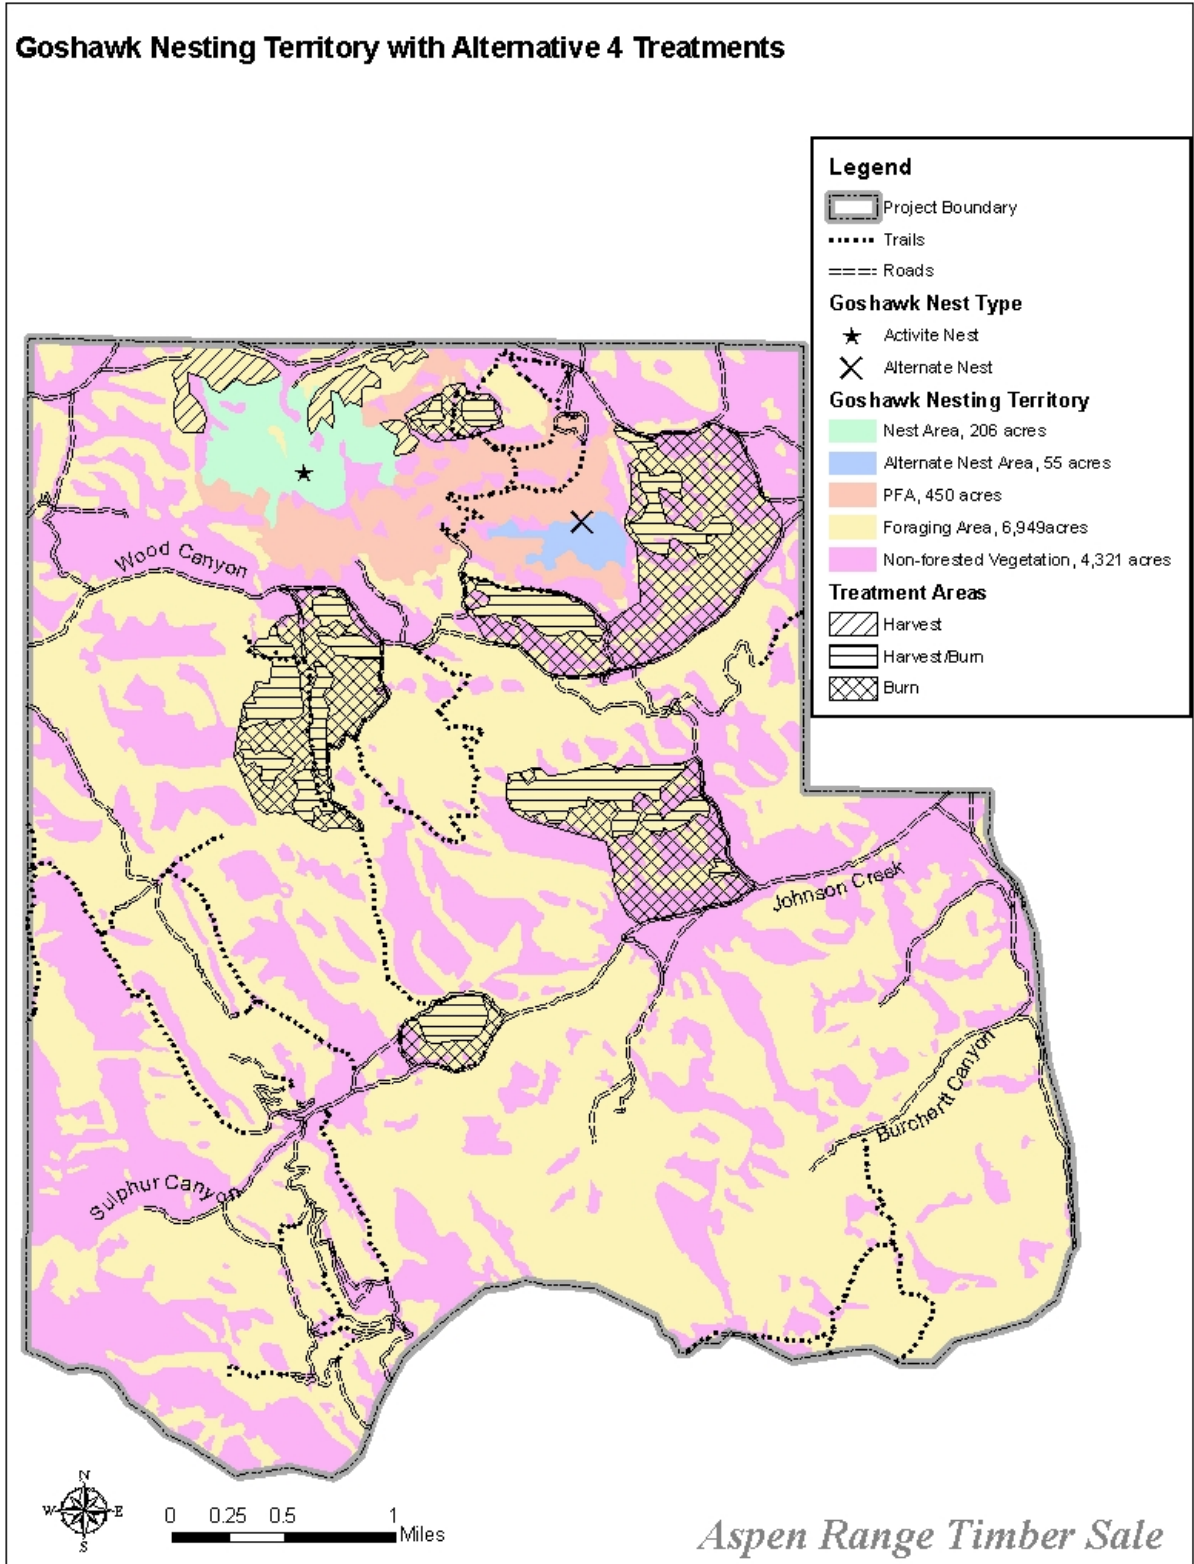 Goshawk Nesting Territory with Alternative 4 Treatments
Legend
Project Boundary
Trails
Roads
Goshawk Nest Type
Activite Nest
Alternate Nest
Goshawk Nesting Territory
Nest Area, 206 acres
Alternate Nest Area, 55 acres
PFA, 450 acres
Foraging Area, 6,949acres
Non-forested Vegetation, 4,321 acres
Treatment Areas
Harvest
Harvest/Burn
Burn
Wood Canyon
Johnson Creek
Burchertt Canyon
Sulphur Canyon
N
W E
S
0 0.25 0.5 1
Miles
Aspen Range Timber Sale